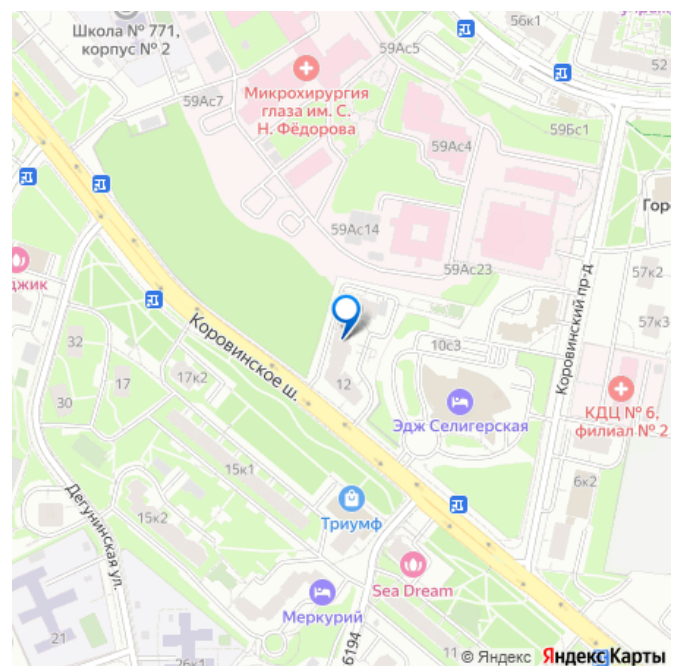 Школа № 771,
корпус № 2
56к1
52
59Ас5
Микрохирургия
глаза им. С.
Н. Фёдорова
59Ас7
59Бс1
59Ас4
Гор
59Ас14
59Ас23
57к2
джик
Коровинский пр-д
57к3
Коровинское ш.
32
10с3
17к2
17
12
30
КДЦ № 6,
филиал № 2
Эдж Селигерская
15к1
6к2
Дегунинская ул.
15к2
Триумф
Sea Dream
Меркурий
21
6194
11
26к1
© Яндекс Яндекс Карты